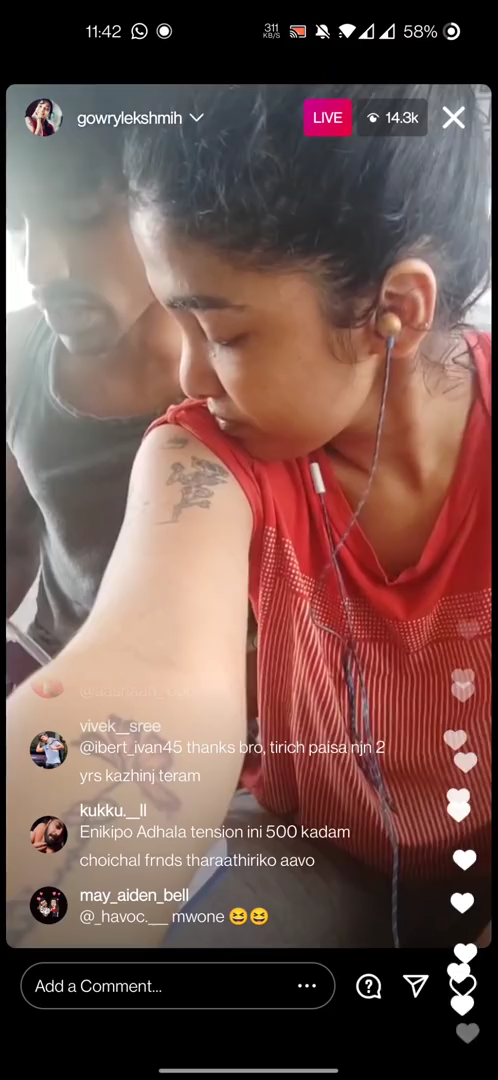 11:42
311
KB/S
58%
gowrylekshmih
LIVE
14.3k
vivek__sree
@ibert_ivan45 thanks bro, tirich paisa njn 2
yrs kazhinj teram
kukku.__ll
Enikipo Adhala tension ini 500 kadam
choichal frnds tharaathiriko aavo
may_aiden_bell
@_havoc.___ mwone 😆😆
Add a Comment...